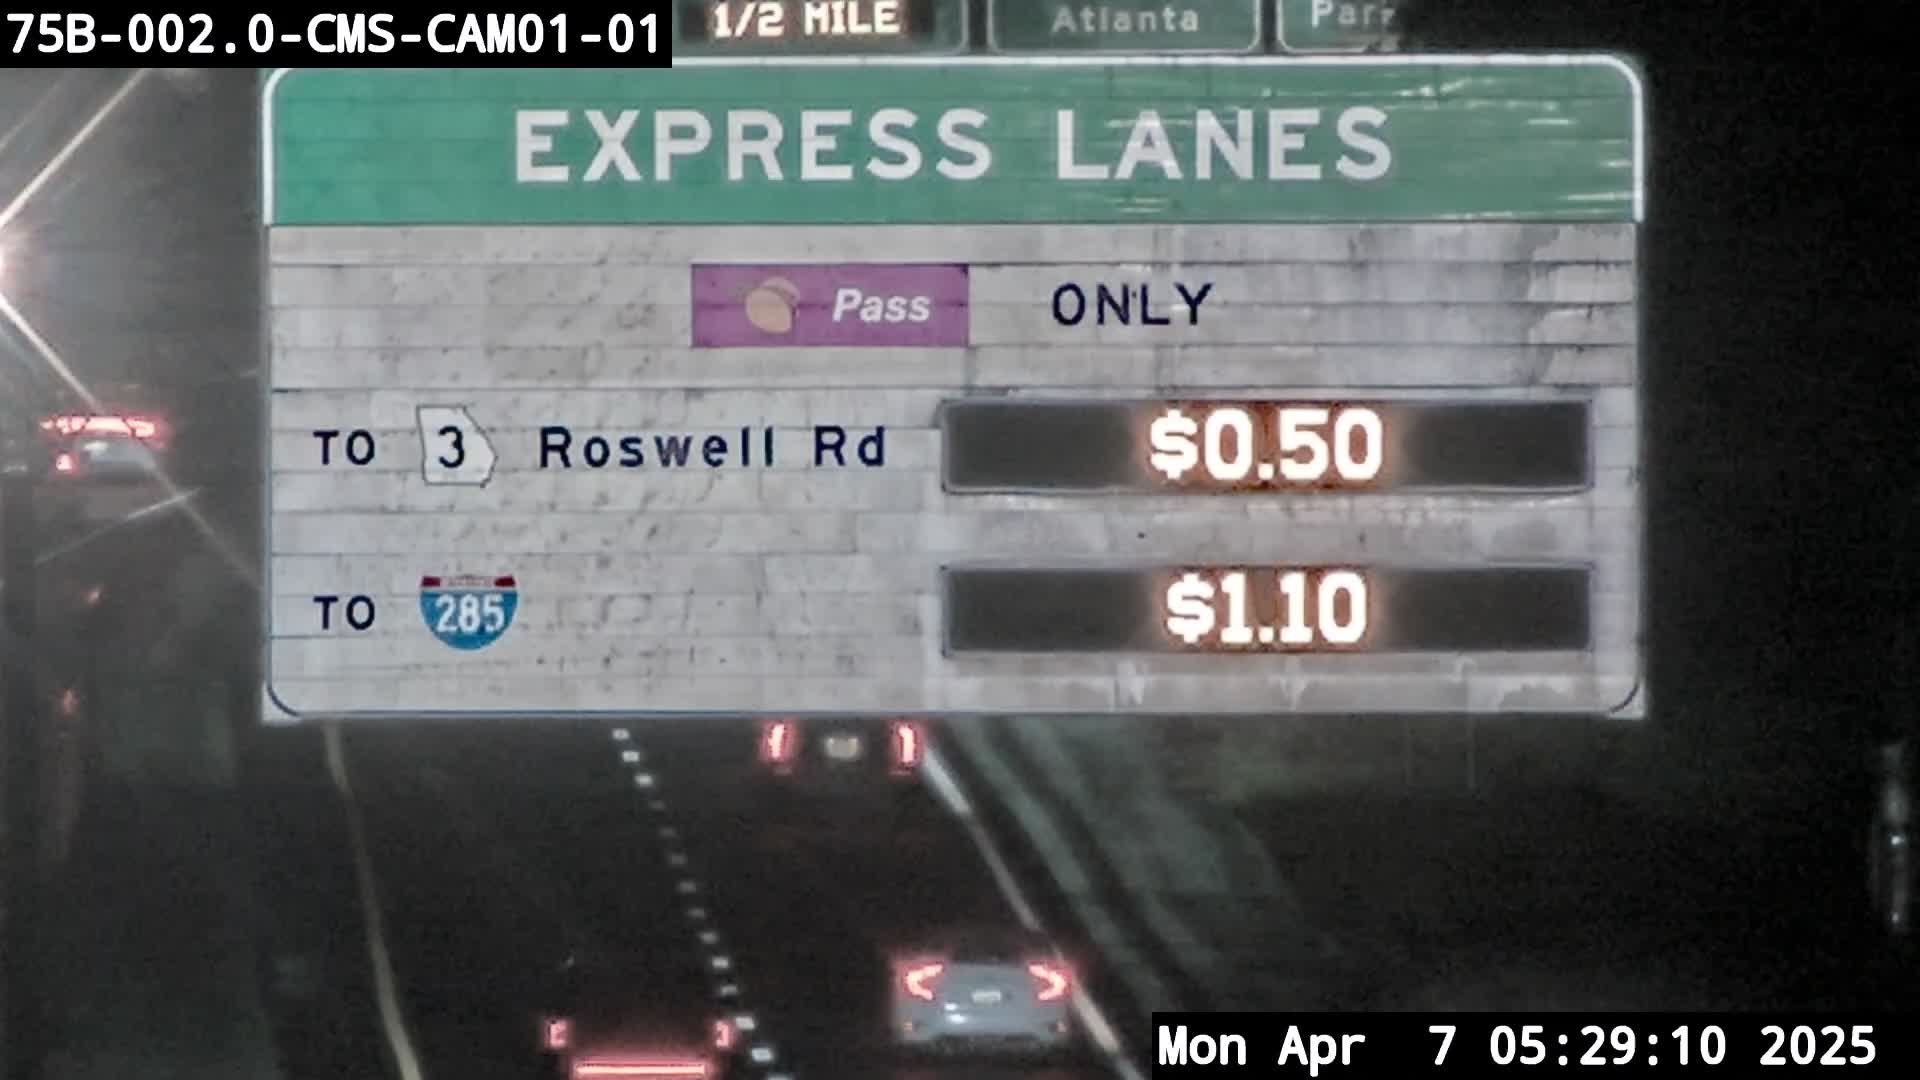 75B-002.0-CMS-CAM01-01
1/2 MILE
Atlanta
EXPRESS LANES
Pass ONLY
TO 3 Roswell Rd $0.50
TO 285 $1.10
Mon Apr 7 05:29:10 2025